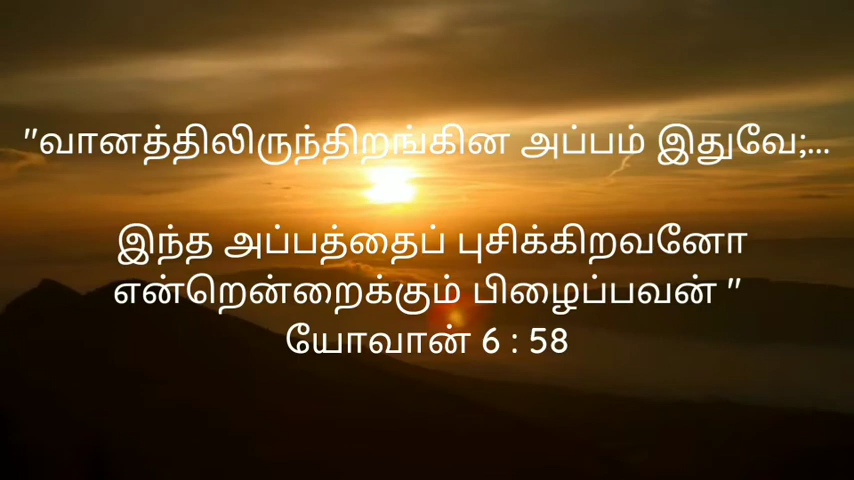 "வானத்திலிருந்திறங்கின அப்பம் இதுவே;...
இந்த அப்பத்தைப் புசிக்கிறவனோ
என்றென்றைக்கும் பிழைப்பவன் "
யோவான் 6 : 58